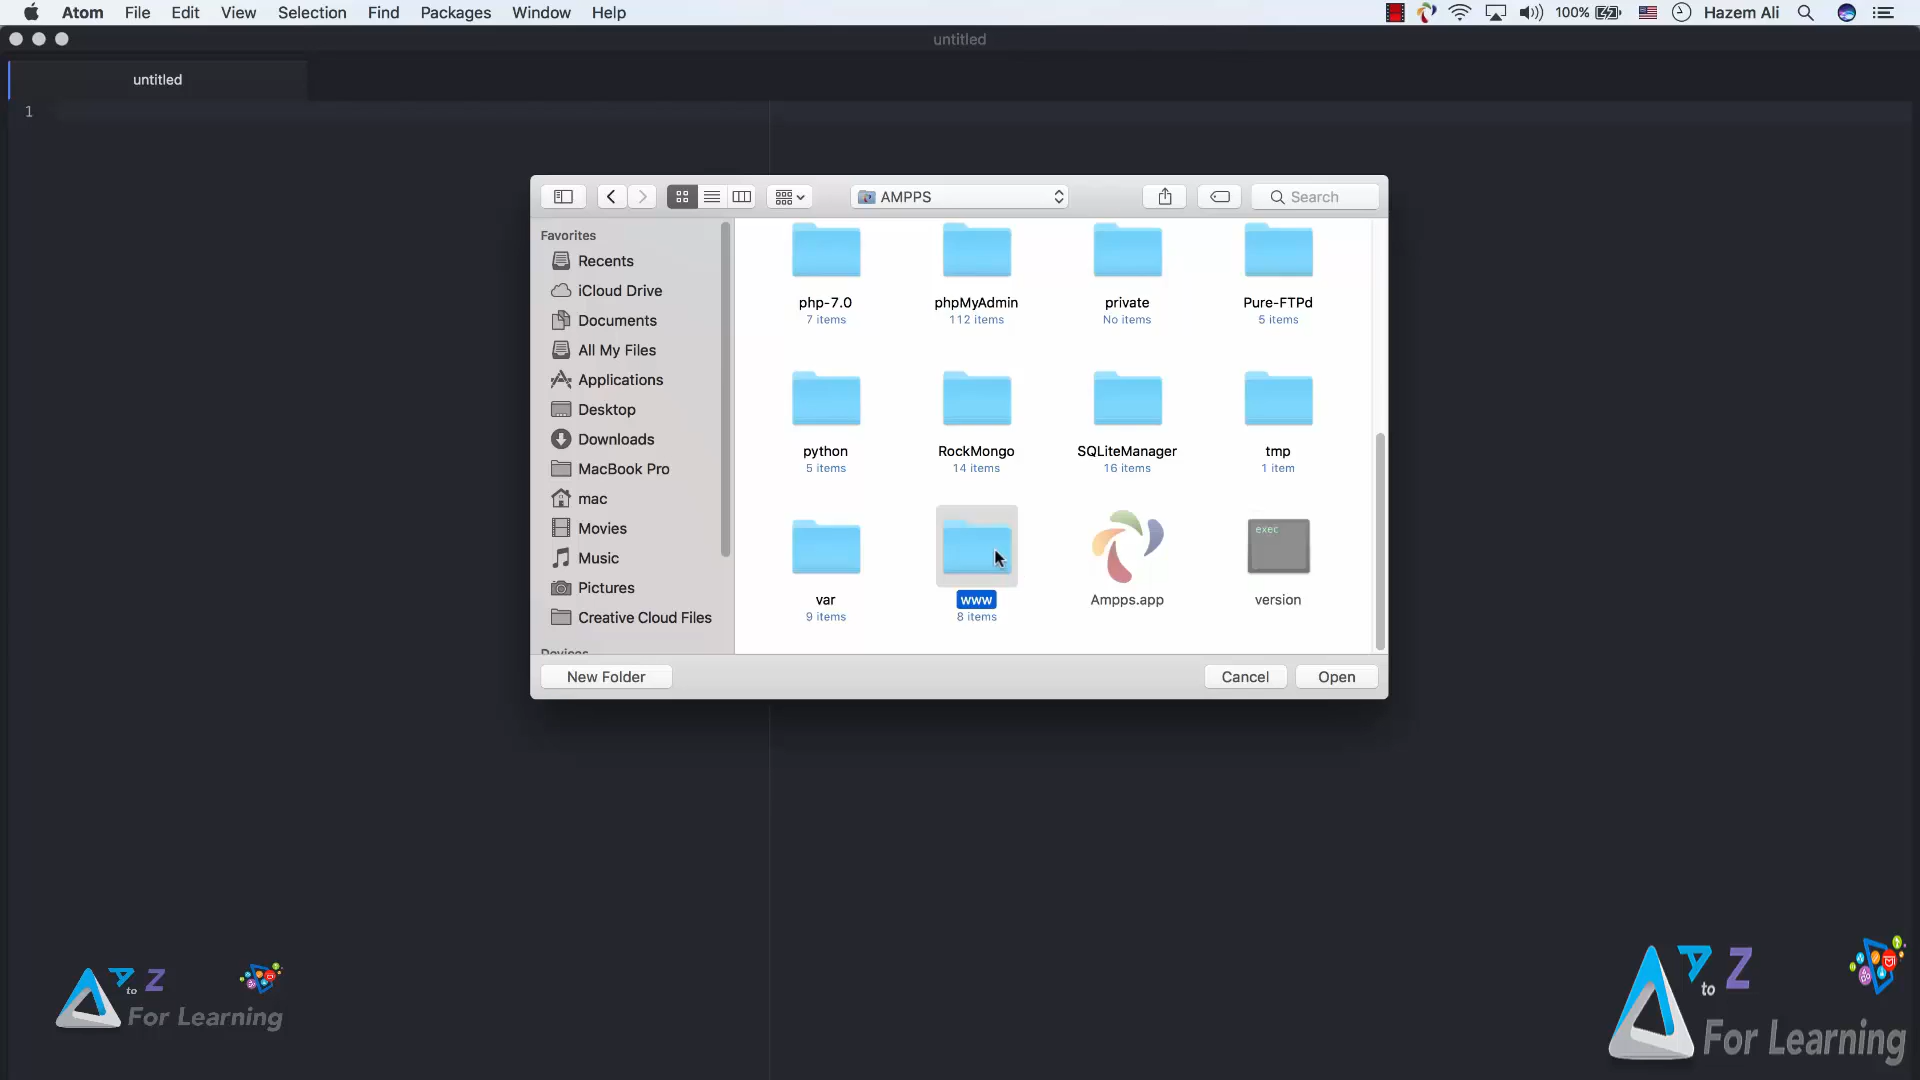 Atom File Edit View Selection Find Packages Window Help 100% Hazem Ali
untitled
untitled
1
AMPPS Search
Favorites
Recents
iCloud Drive
Documents
All My Files
Applications
Desktop
Downloads
MacBook Pro
mac
Movies
Music
Pictures
Creative Cloud Files
Devices
php-7.0 phpMyAdmin private Pure-FTPd
7 items 112 items No items 5 items
python RockMongo SQLiteManager tmp
5 items 14 items 16 items 1 item
exec
var www Ampps.app version
9 items 8 items
New Folder Cancel Open
A to Z
For Learning
A to Z
For Learning